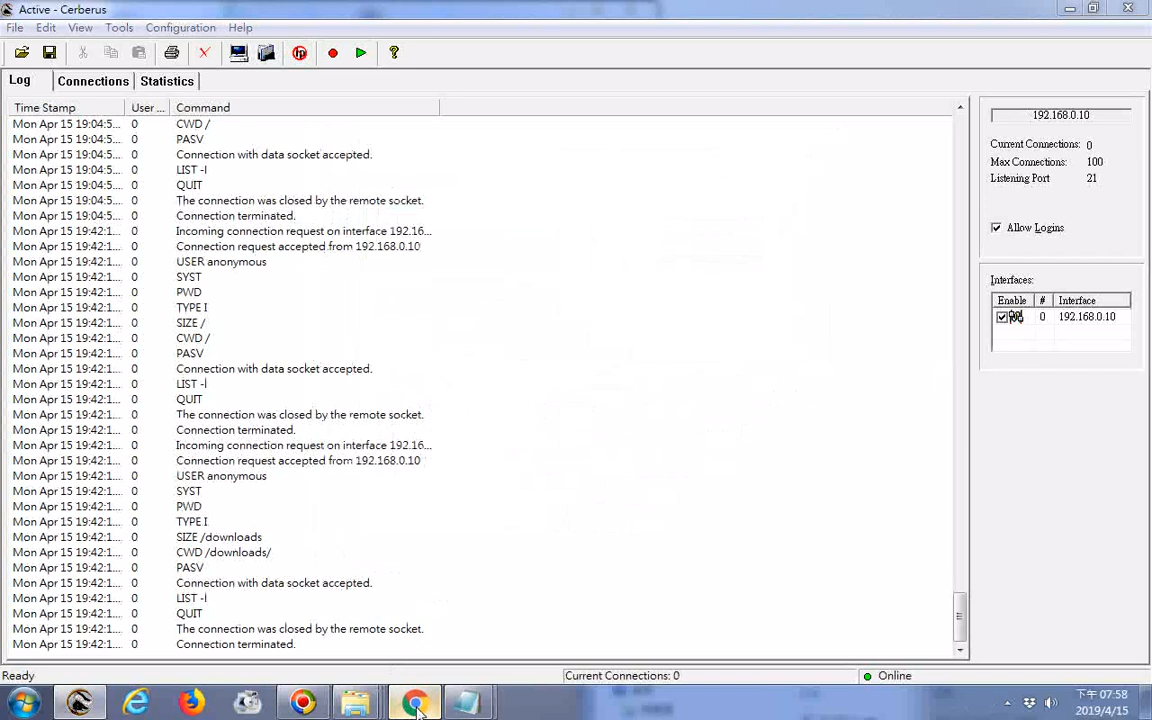 Active - Cerberus
File Edit View Tools Configuration Help
Log Connections Statistics
Time Stamp User ... Command
Mon Apr 15 19:04:5... 0 CWD /
Mon Apr 15 19:04:5... 0 PASV
Mon Apr 15 19:04:5... 0 Connection with data socket accepted.
Mon Apr 15 19:04:5... 0 LIST -l
Mon Apr 15 19:04:5... 0 QUIT
Mon Apr 15 19:04:5... 0 The connection was closed by the remote socket.
Mon Apr 15 19:04:5... 0 Connection terminated.
Mon Apr 15 19:42:1... 0 Incoming connection request on interface 192.16...
Mon Apr 15 19:42:1... 0 Connection request accepted from 192.168.0.10
Mon Apr 15 19:42:1... 0 USER anonymous
Mon Apr 15 19:42:1... 0 SYST
Mon Apr 15 19:42:1... 0 PWD
Mon Apr 15 19:42:1... 0 TYPE I
Mon Apr 15 19:42:1... 0 SIZE /
Mon Apr 15 19:42:1... 0 CWD /
Mon Apr 15 19:42:1... 0 PASV
Mon Apr 15 19:42:1... 0 Connection with data socket accepted.
Mon Apr 15 19:42:1... 0 LIST -l
Mon Apr 15 19:42:1... 0 QUIT
Mon Apr 15 19:42:1... 0 The connection was closed by the remote socket.
Mon Apr 15 19:42:1... 0 Connection terminated.
Mon Apr 15 19:42:1... 0 Incoming connection request on interface 192.16...
Mon Apr 15 19:42:1... 0 Connection request accepted from 192.168.0.10
Mon Apr 15 19:42:1... 0 USER anonymous
Mon Apr 15 19:42:1... 0 SYST
Mon Apr 15 19:42:1... 0 PWD
Mon Apr 15 19:42:1... 0 TYPE I
Mon Apr 15 19:42:1... 0 SIZE /downloads
Mon Apr 15 19:42:1... 0 CWD /downloads/
Mon Apr 15 19:42:1... 0 PASV
Mon Apr 15 19:42:1... 0 Connection with data socket accepted.
Mon Apr 15 19:42:1... 0 LIST -l
Mon Apr 15 19:42:1... 0 QUIT
Mon Apr 15 19:42:1... 0 The connection was closed by the remote socket.
Mon Apr 15 19:42:1... 0 Connection terminated.
192.168.0.10
Current Connections: 0
Max Connections: 100
Listening Port 21
Allow Logins
Interfaces:
Enable # Interface
0 192.168.0.10
Ready Current Connections: 0 Online
下午 07:58
2019/4/15